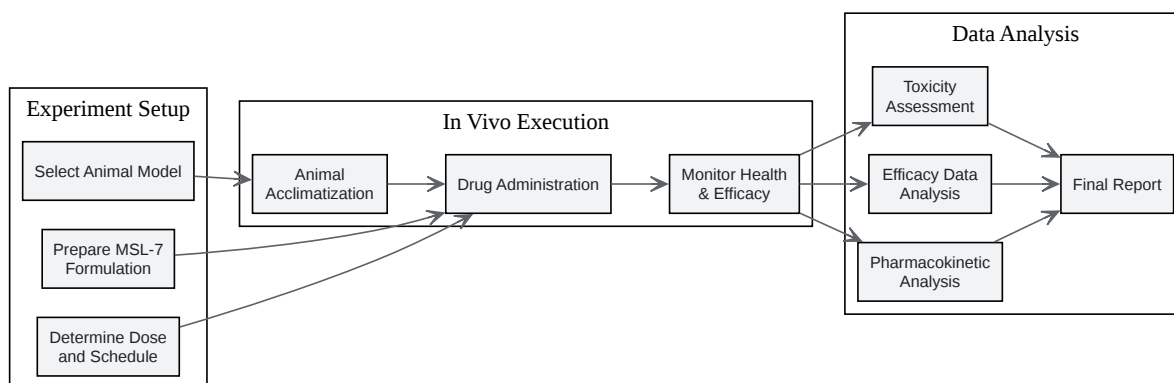 Experiment Setup
Select Animal Model
Prepare MSL-7
Formulation
Determine Dose
and Schedule
In Vivo Execution
Animal
Acclimatization
Drug Administration
Monitor Health
& Efficacy
Data Analysis
Toxicity
Assessment
Efficacy Data
Analysis
Pharmacokinetic
Analysis
Final Report